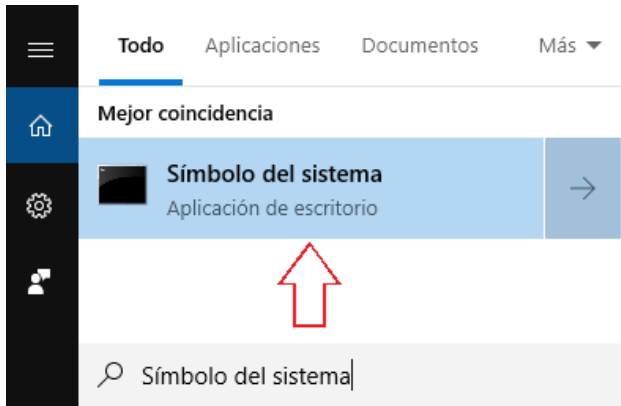 Todo Aplicaciones Documentos Más
Mejor coincidencia
Símbolo del sistema
Aplicación de escritorio
Símbolo del sistema